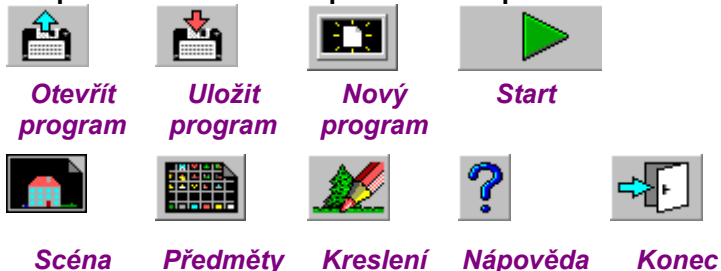 Otevřít Uložit Nový Start
program program program
Scéna Předměty Kreslení Nápověda Konec